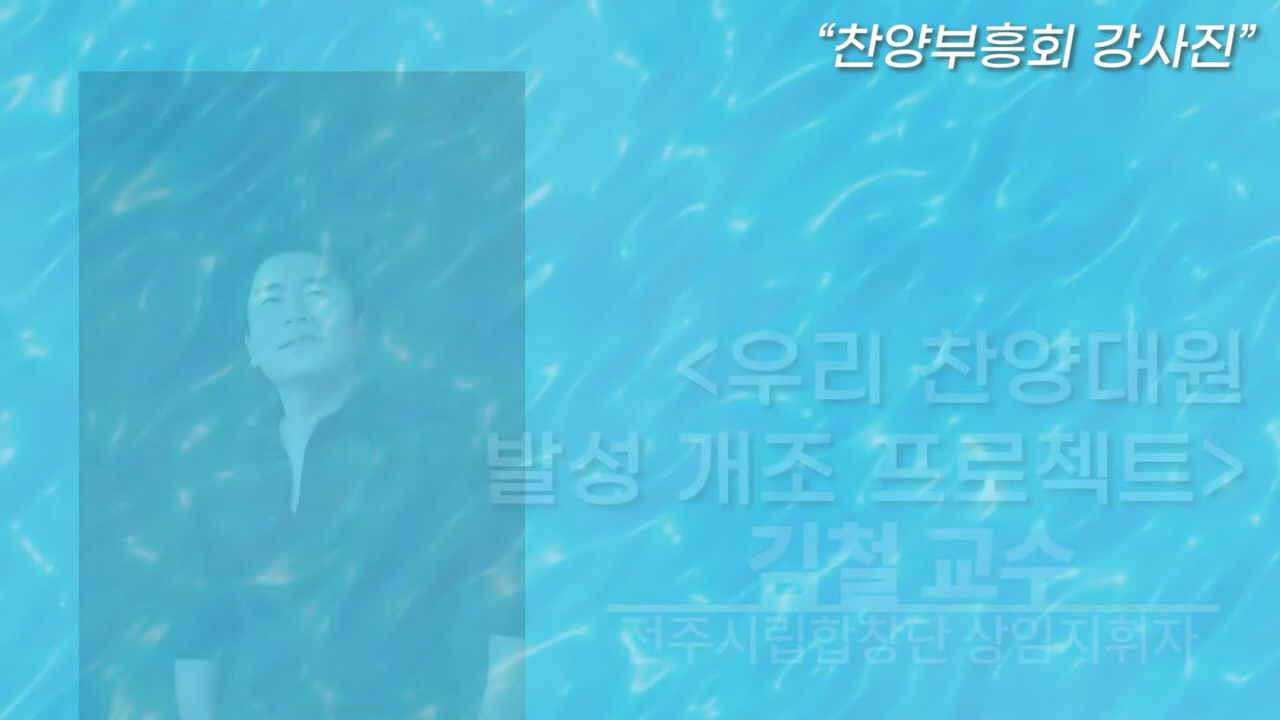 “찬양부흥회 강사진”
<우리 찬양대원
발성 개조 프로젝트>
김철 교수
전주시립합창단 상임지휘자